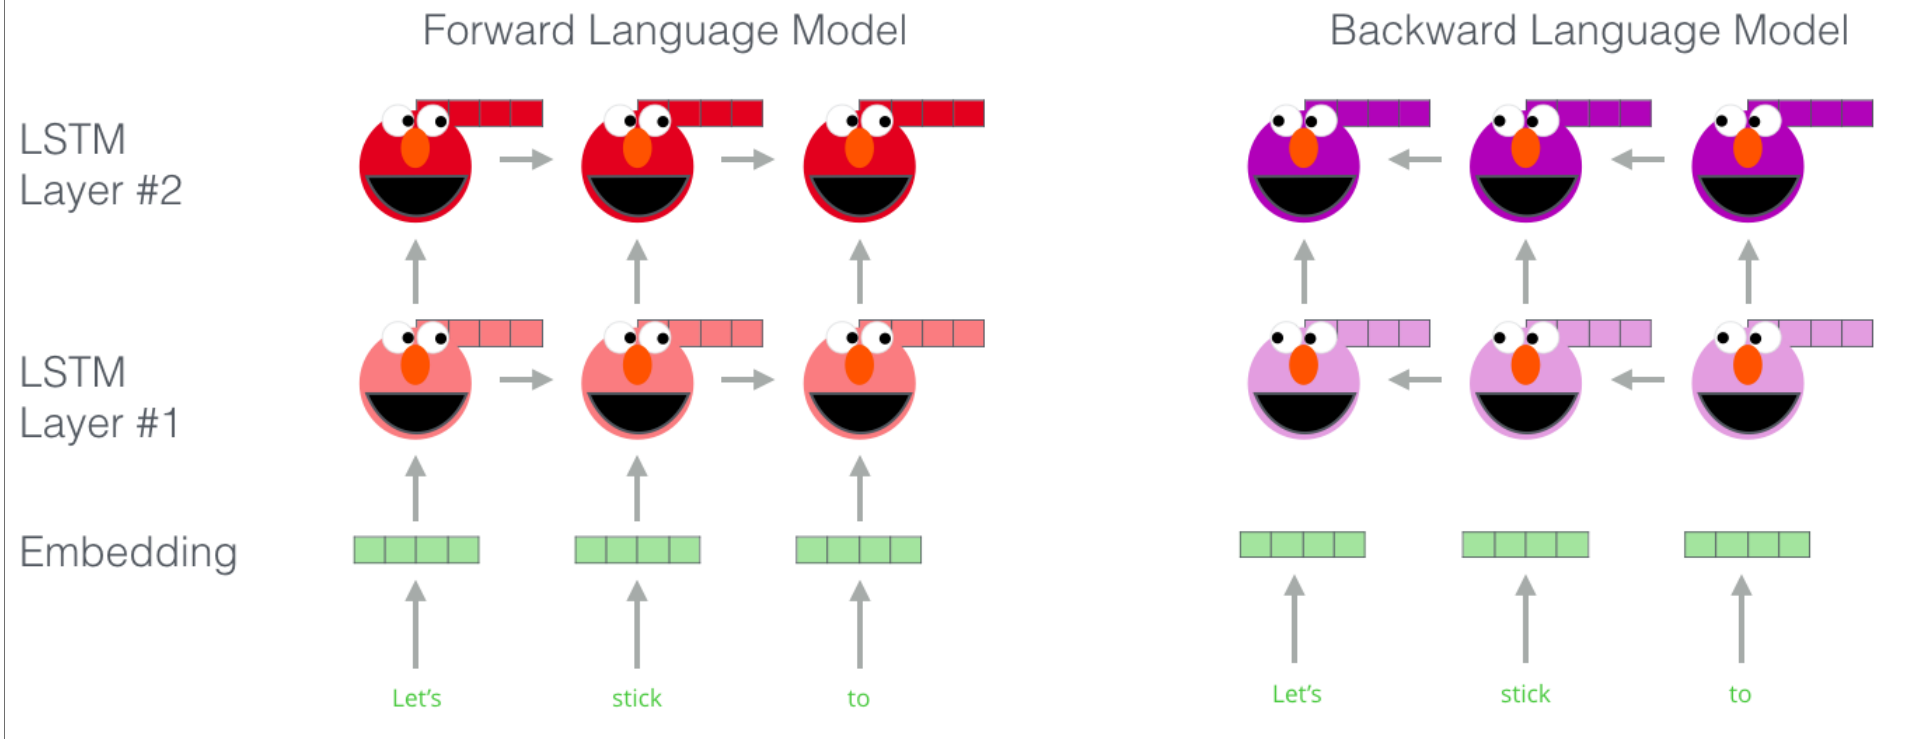 Forward Language Model
Backward Language Model
LSTM
Layer #2
LSTM
Layer #1
Embedding
Let's
stick
to
Let's
stick
to